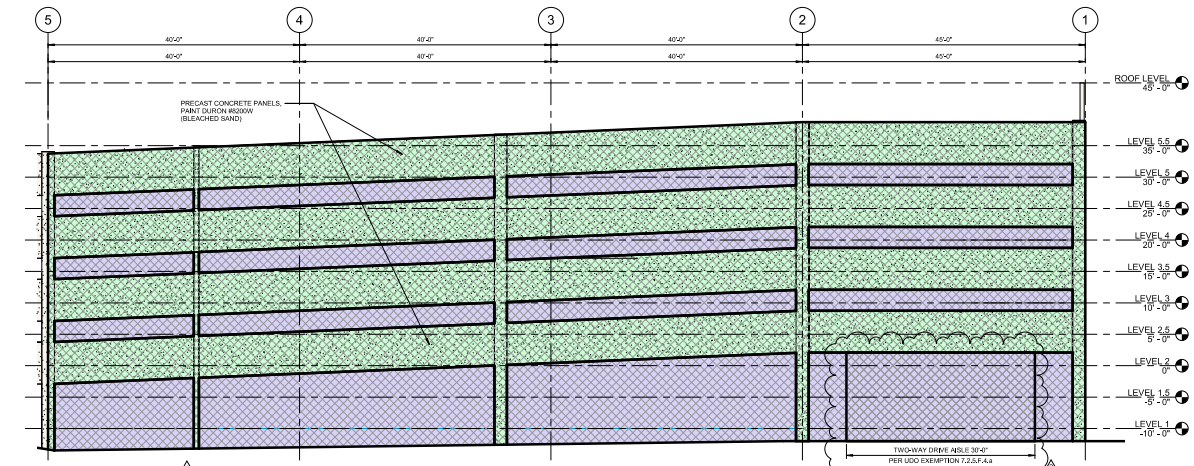 5 4 3 2 1
40'-0" 40'-0" 40'-0" 45'-0"
40'-0" 40'-0" 40'-0" 45'-0"
ROOF LEVEL
45' - 0"
PRECAST CONCRETE PANELS,
PAINT DURON #8200W
(BLEACHED SAND)
LEVEL 5.5
35' - 0"
LEVEL 5
30' - 0"
LEVEL 4.5
25' - 0"
LEVEL 4
20' - 0"
LEVEL 3.5
15' - 0"
LEVEL 3
10' - 0"
LEVEL 2.5
5' - 0"
LEVEL 2
0"
LEVEL 1.5
-5' - 0"
LEVEL 1
-10' - 0"
TWO-WAY DRIVE AISLE 30'-0"
PER UDO EXEMPTION 7.2.5.F.4.a